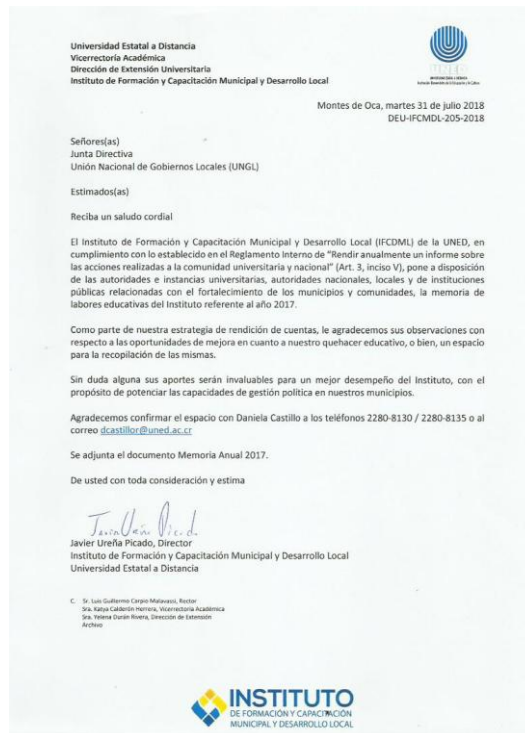 Universidad Estatal a Distancia
Vicerrectoría Académica
Dirección de Extensión Universitaria
Instituto de Formación y Capacitación Municipal y Desarrollo Local
UNED
Montes de Oca, martes 31 de julio 2018
DEU-IFCMDL-205-2018
Señores(as)
Junta Directiva
Unión Nacional de Gobiernos Locales (UNGL)
Estimados(as)
Reciba un saludo cordial
El Instituto de Formación y Capacitación Municipal y Desarrollo Local (IFCDML) de la UNED, en
cumplimiento con lo establecido en el Reglamento Interno de "Rendir anualmente un informe sobre
las acciones realizadas a la comunidad universitaria y nacional" (Art. 3, inciso V), pone a disposición
de las autoridades e instancias universitarias, autoridades nacionales, locales y de instituciones
públicas relacionadas con el fortalecimiento de los municipios y comunidades, la memoria de
labores educativas del Instituto referente al año 2017.
Como parte de nuestra estrategia de rendición de cuentas, le agradecemos sus observaciones con
respecto a las oportunidades de mejora en cuanto a nuestro quehacer educativo, o bien, un espacio
para la recopilación de las mismas.
Sin duda alguna sus aportes serán invaluables para un mejor desempeño del Instituto, con el
propósito de potenciar las capacidades de gestión política en nuestros municipios.
Agradecemos confirmar el espacio con Daniela Castillo a los teléfonos 2280-8130 / 2280-8135 o al
correo dcastillor@uned.ac.cr
Se adjunta el documento Memoria Anual 2017.
De usted con toda consideración y estima
Javier Ureña Picado, Director
Instituto de Formación y Capacitación Municipal y Desarrollo Local
Universidad Estatal a Distancia
C. Sr. Luis Guillermo Carpio Malavassi, Rector
Sra. Katya Calderón Herrera, Vicerrectoría Académica
Sra. Yelena Durán Rivera, Dirección de Extensión
Archivo
INSTITUTO
DE FORMACIÓN Y CAPACITACIÓN
MUNICIPAL Y DESARROLLO LOCAL